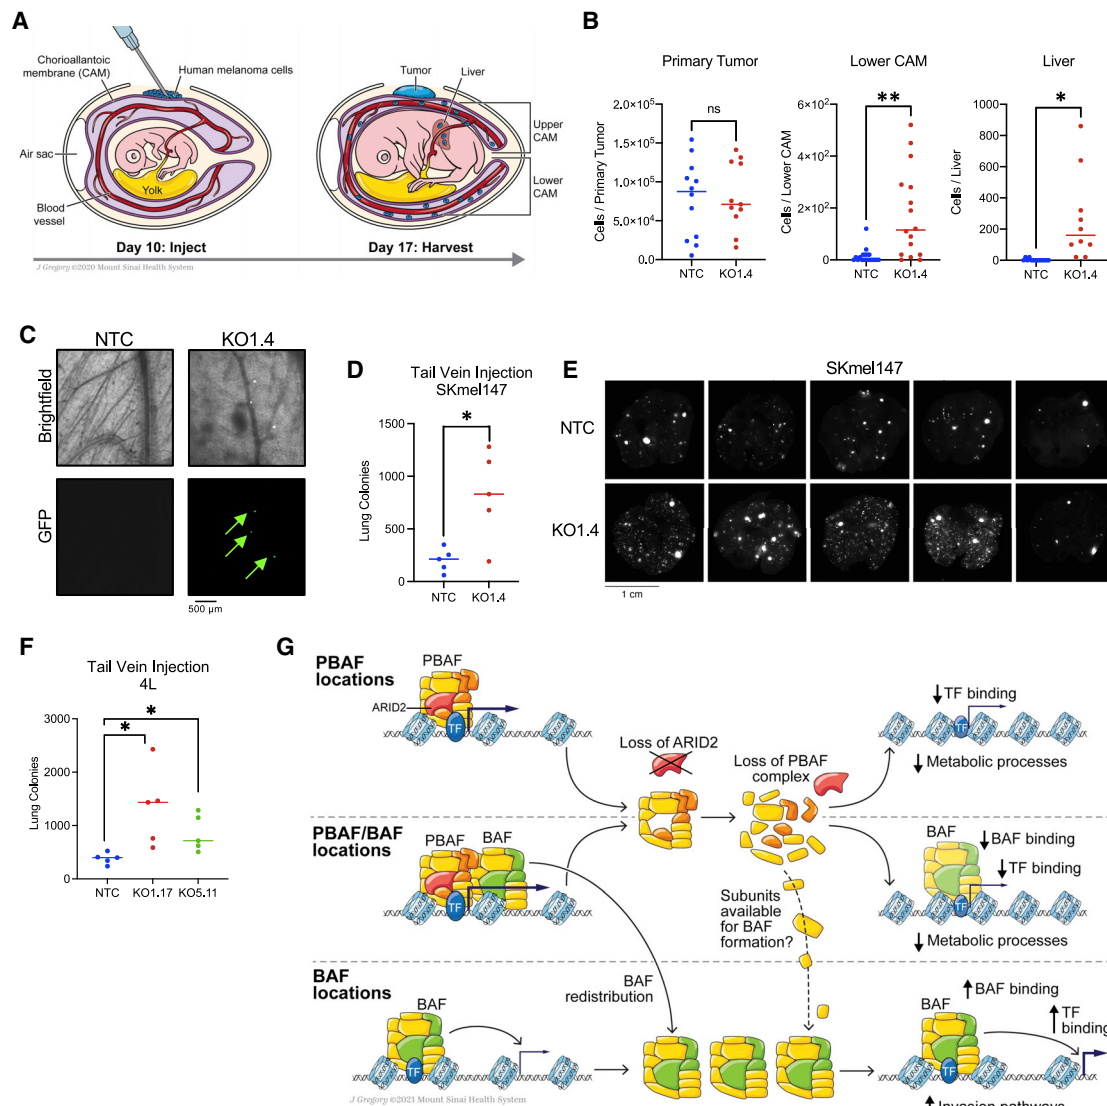 A
Chorioallantoic
membrane (CAM)
Human melanoma cells
Air sac
Yolk
Blood
vessel
Day 10: Inject
Tumor
Liver
Upper
CAM
Lower
CAM
Day 17: Harvest
J Gregory ©2020 Mount Sinai Health System
B
Primary Tumor
Cells / Primary Tumor
2.0×10⁵
1.5×10⁵
1.0×10⁵
5.0×10⁴
0.0
ns
NTC
KO1.4
Lower CAM
Cells / Lower CAM
6×10²
4×10²
2×10²
0
**
NTC
KO1.4
Liver
Cells / Liver
1000
800
600
400
200
0
*
NTC
KO1.4
C
NTC
KO1.4
Brightfield
GFP
500 µm
D
Tail Vein Injection
SKmel147
Lung Colonies
1500
1000
500
0
*
NTC
KO1.4
E
SKmel147
NTC
KO1.4
1 cm
F
Tail Vein Injection
4L
Lung Colonies
3000
2000
1000
0
*
*
NTC
KO1.17
KO5.11
G
PBAF
locations
PBAF
ARID2
TF
Loss of ARID2
Loss of PBAF
complex
TF binding
TF
Metabolic processes
PBAF/BAF
locations
PBAF
BAF
TF
Subunits
available
for BAF
formation?
BAF
BAF binding
TF binding
TF
Metabolic processes
BAF
locations
BAF
TF
BAF
redistribution
BAF
BAF binding
TF
binding
TF
Invasion pathways
J Gregory ©2021 Mount Sinai Health System